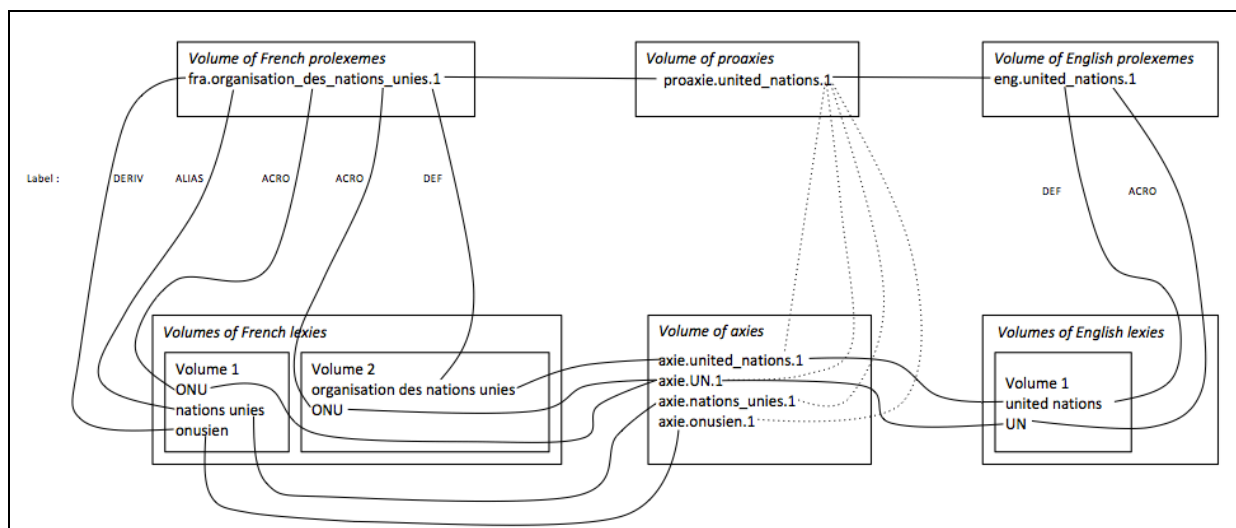 Volume of French prolexemes
fra.organisation_des_nations_unies.1
Volume of proaxies
proaxie.united_nations.1
Volume of English prolexemes
eng.united_nations.1
Label :
DERIV
ALIAS
ACRO
ACRO
DEF
DEF
ACRO
Volumes of French lexies
Volume 1
ONU
nations unies
onusien
Volume 2
organisation des nations unies
ONU
Volume of axies
axie.united_nations.1
axie.UN.1
axie.nations_unies.1
axie.onusien.1
Volumes of English lexies
Volume 1
united nations
UN